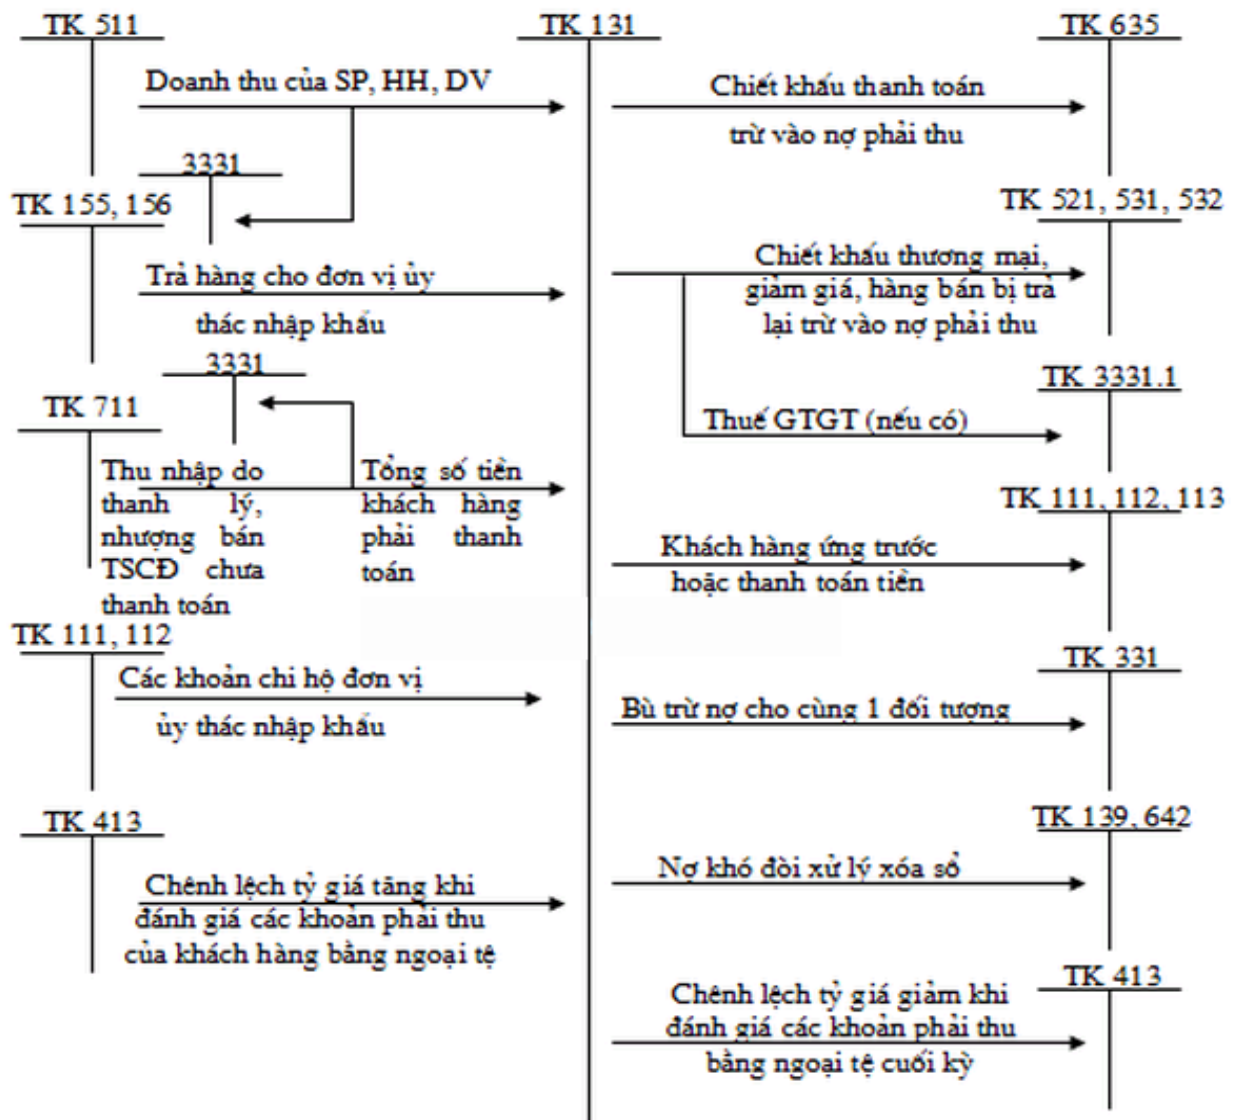 TK 511
TK 131
TK 635
Doanh thu của SP, HH, DV
Chiết khấu thanh toán
trừ vào nợ phải thu
3331
TK 155, 156
TK 521, 531, 532
Trả hàng cho đơn vị ủy
thác nhập khẩu
Chiết khấu thương mại,
giảm giá, hàng bán bị trả
lại trừ vào nợ phải thu
3331
TK 3331.1
TK 711
Thuế GTGT (nếu có)
Thu nhập do
thanh lý,
nhượng bán
TSCĐ chưa
thanh toán
Tổng số tiền
khách hàng
phải thanh
toán
TK 111, 112, 113
Khách hàng ứng trước
hoặc thanh toán tiền
TK 111, 112
TK 331
Các khoản chi hộ đơn vị
ủy thác nhập khẩu
Bù trừ nợ cho cùng 1 đối tượng
TK 413
TK 139, 642
Chênh lệch tỷ giá tăng khi
đánh giá các khoản phải thu
của khách hàng bằng ngoại tệ
Nợ khó đòi xử lý xóa sổ
TK 413
Chênh lệch tỷ giá giảm khi
đánh giá các khoản phải thu
bằng ngoại tệ cuối kỳ